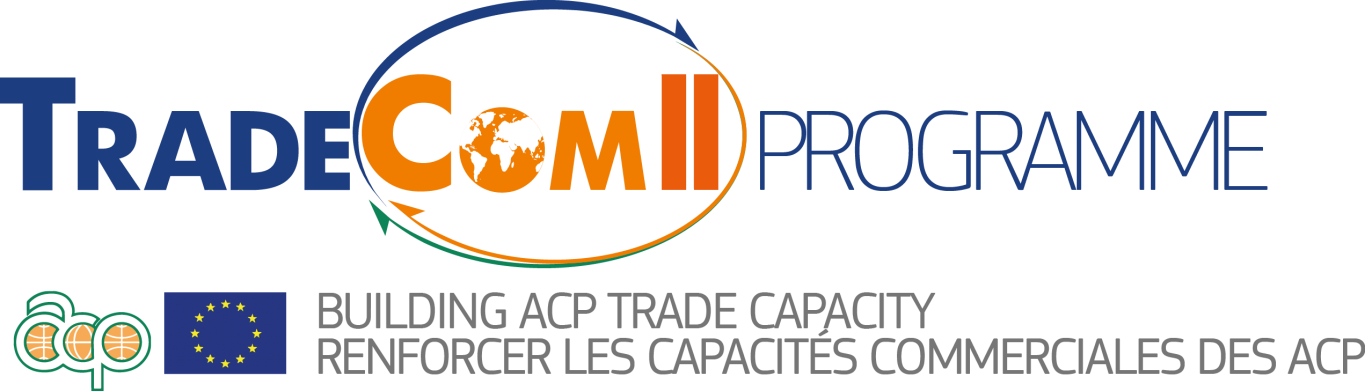 TRADECOM II PROGRAMME
acp
BUILDING ACP TRADE CAPACITY
RENFORCER LES CAPACITÉS COMMERCIALES DES ACP